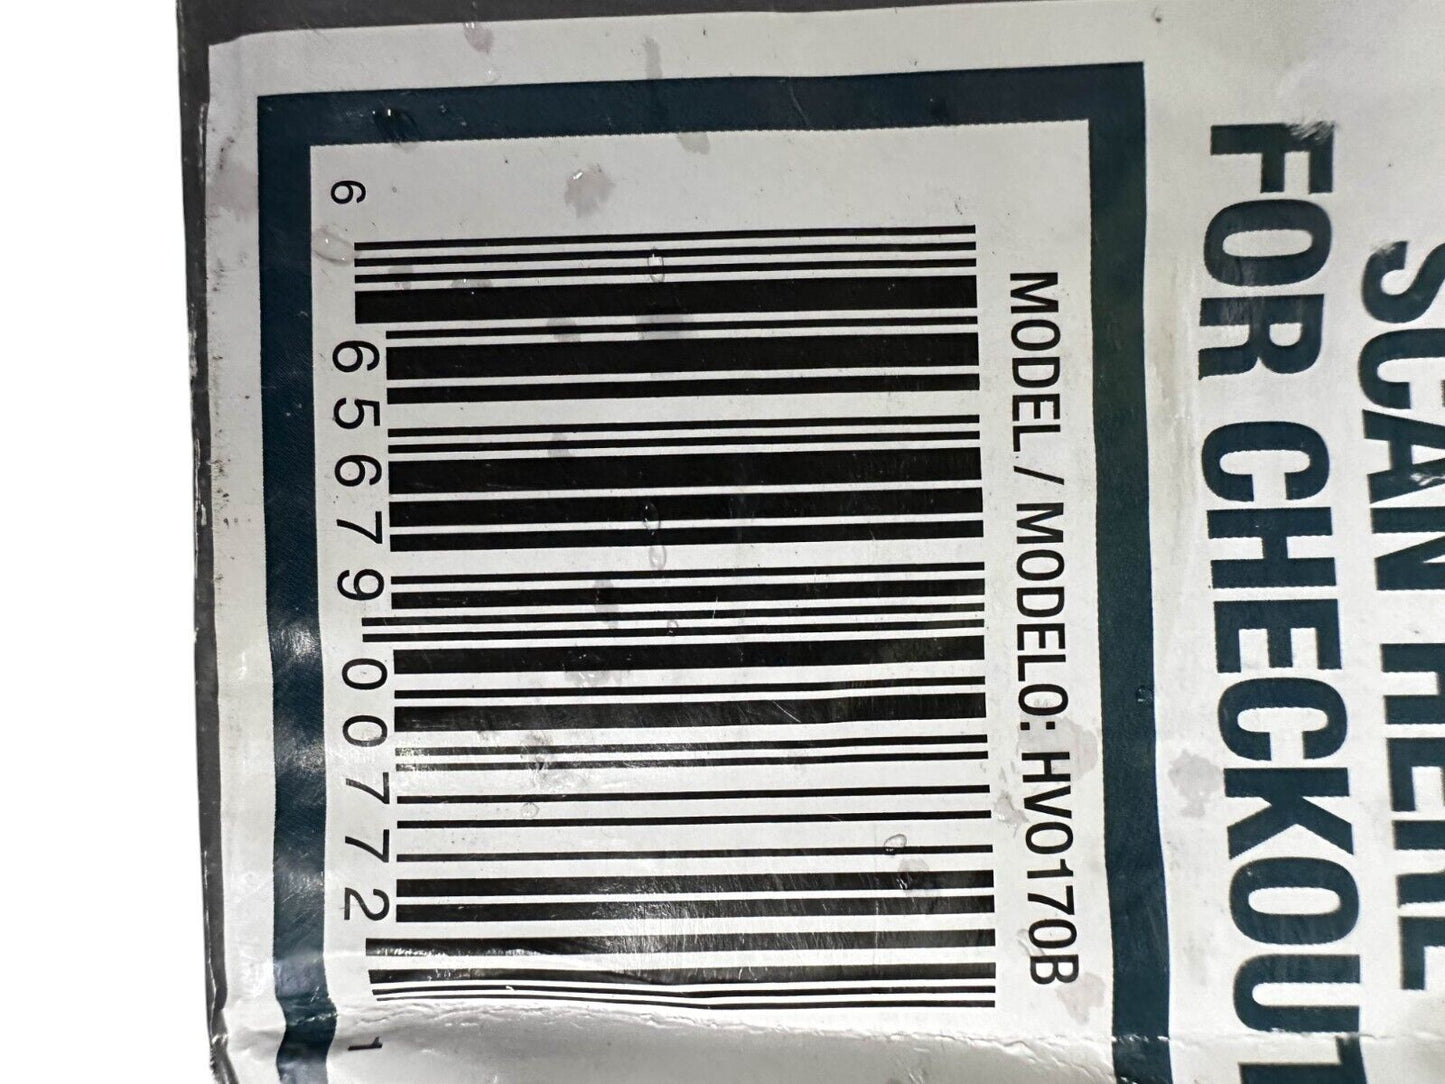 SCAN HERE
FOR CHECKOUT
MODEL / MODELO: HV0170B
6 65679 00772 1